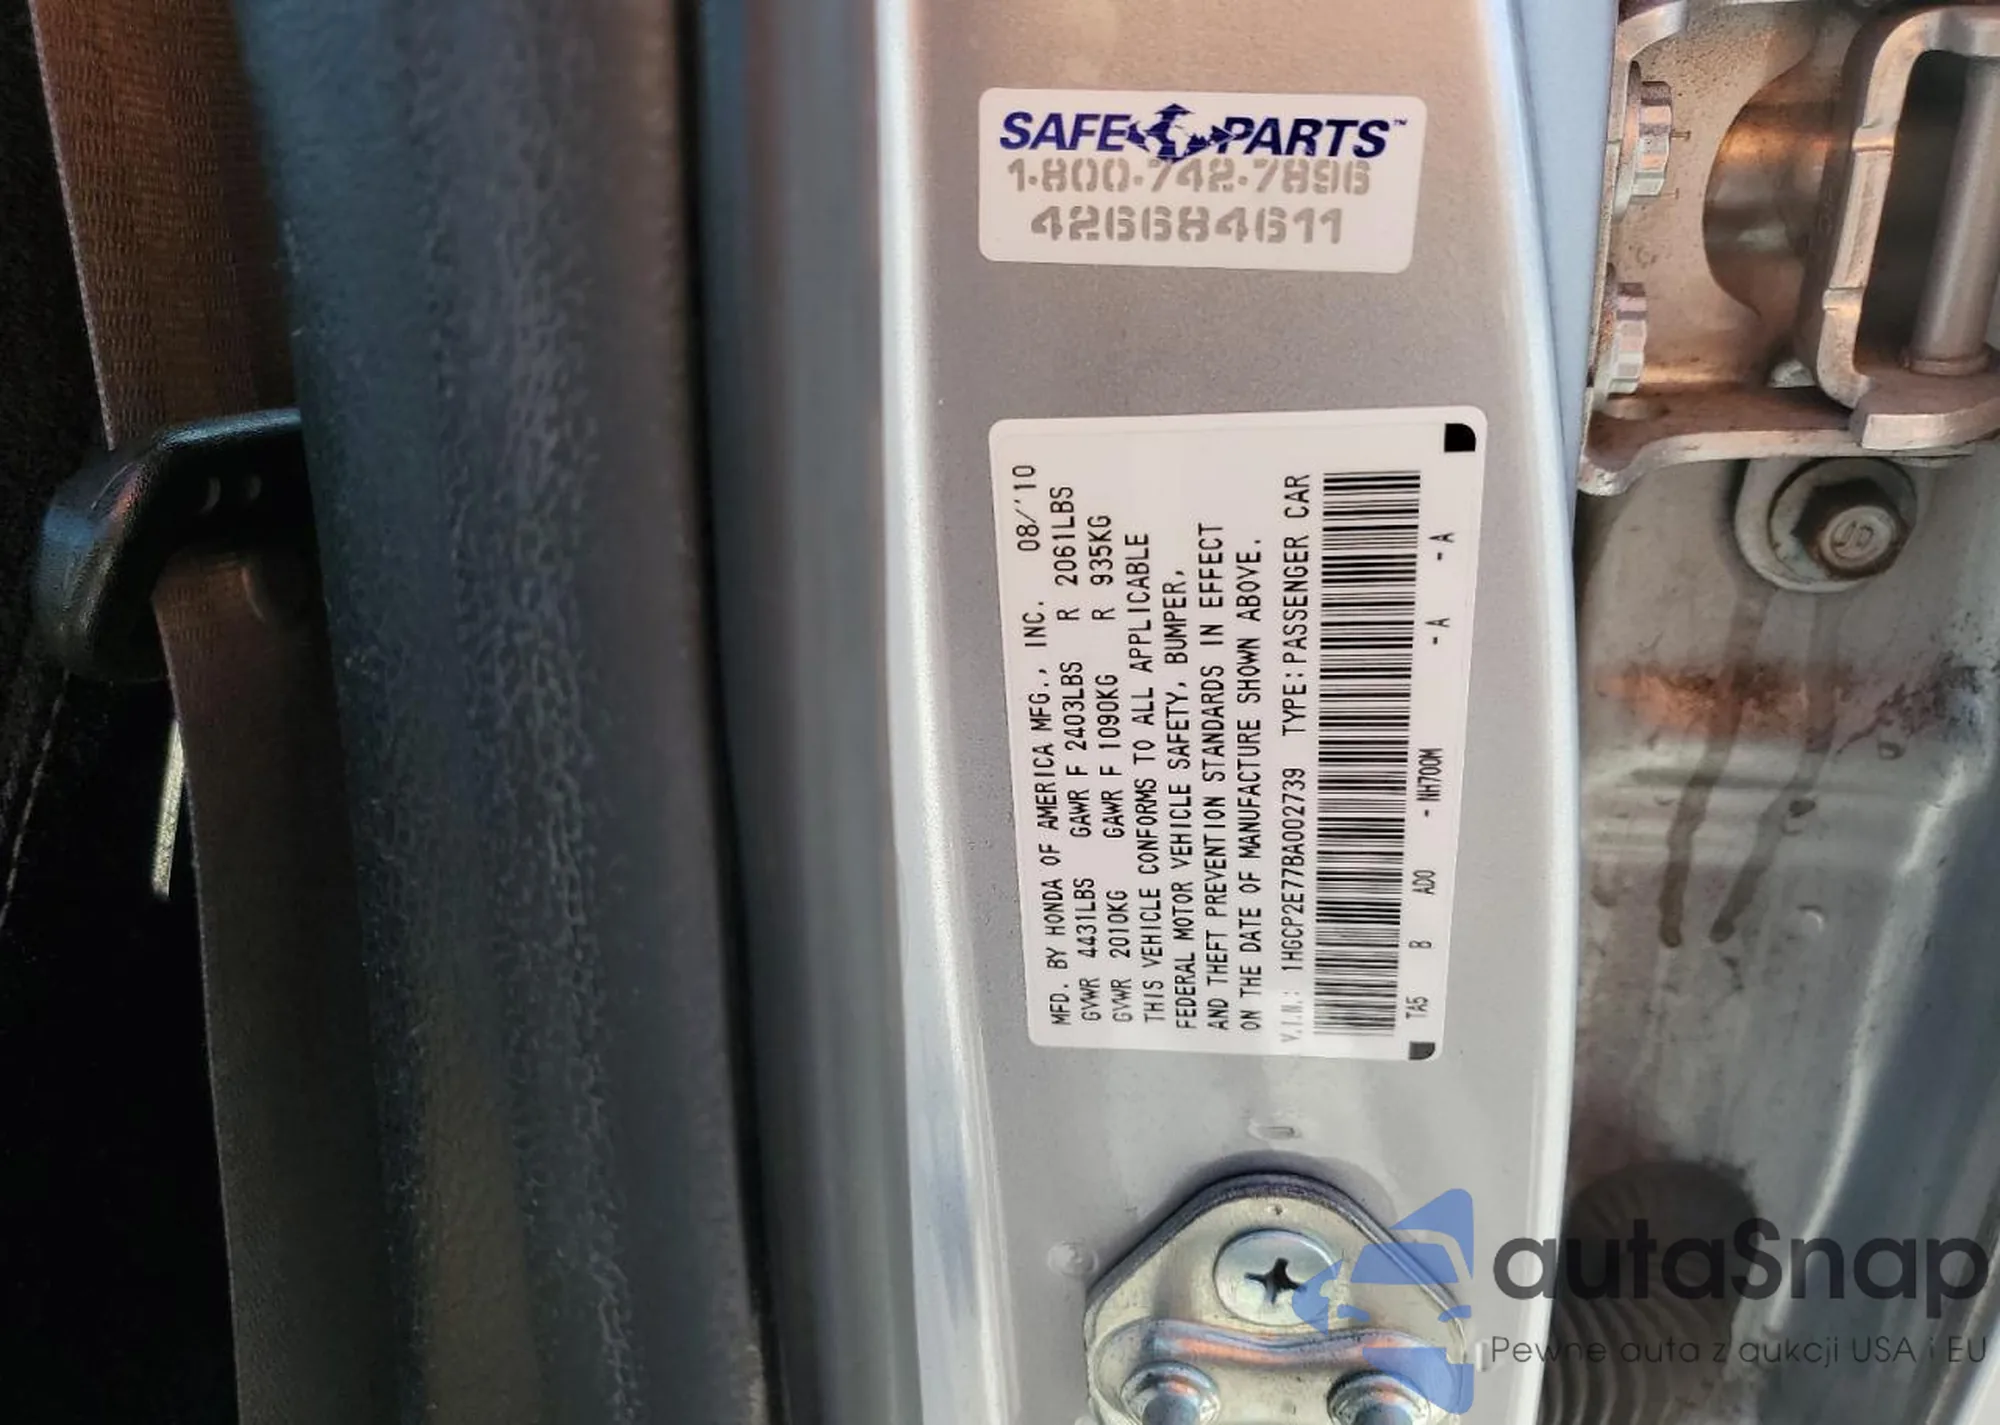 SAFE PARTS™
1-800-742-7896
426684611
MFD. BY HONDA OF AMERICA MFG., INC. 08/'10
GVWR 4431LBS GAWR F 2403LBS R 2061LBS
GVWR 2010KG GAWR F 1090KG R 935KG
THIS VEHICLE CONFORMS TO ALL APPLICABLE
FEDERAL MOTOR VEHICLE SAFETY, BUMPER,
AND THEFT PREVENTION STANDARDS IN EFFECT
ON THE DATE OF MANUFACTURE SHOWN ABOVE.
V.I.N.: 1HGCP2E77BA002739 TYPE:PASSENGER CAR
TA5 B AD0 - NH700M - A - A
autaSnap
Pewne auta z aukcji USA i EU